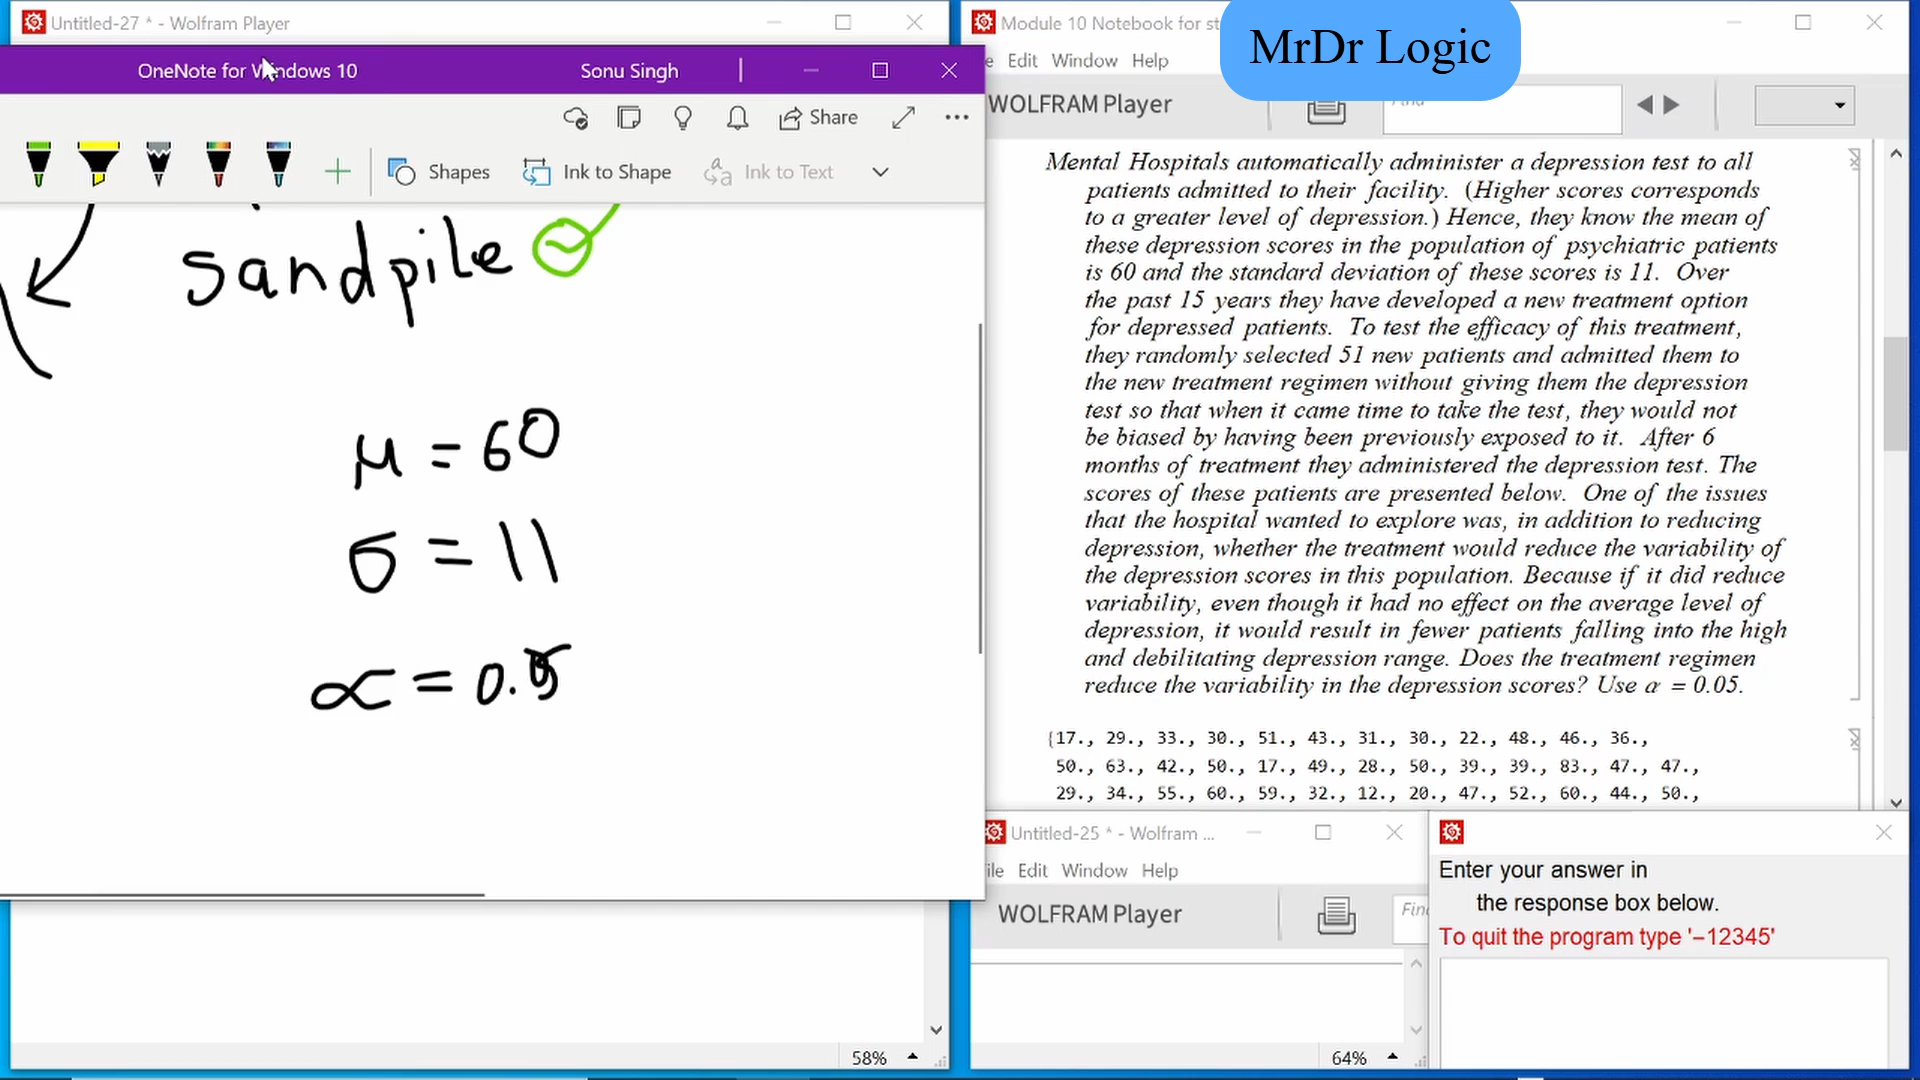 Untitled-27 * - Wolfram Player
OneNote for Windows 10
Sonu Singh
Share
Shapes
Ink to Shape
Ink to Text
sandpile
μ = 60
σ = 11
α = 0.
Module 10 Notebook for st
MrDr Logic
e Edit Window Help
WOLFRAM Player
Mental Hospitals automatically administer a depression test to all
patients admitted to their facility. (Higher scores corresponds
to a greater level of depression.) Hence, they know the mean of
these depression scores in the population of psychiatric patients
is 60 and the standard deviation of these scores is 11. Over
the past 15 years they have developed a new treatment option
for depressed patients. To test the efficacy of this treatment,
they randomly selected 51 new patients and admitted them to
the new treatment regimen without giving them the depression
test so that when it came time to take the test, they would not
be biased by having been previously exposed to it. After 6
months of treatment they administered the depression test. The
scores of these patients are presented below. One of the issues
that the hospital wanted to explore was, in addition to reducing
depression, whether the treatment would reduce the variability of
the depression scores in this population. Because if it did reduce
variability, even though it had no effect on the average level of
depression, it would result in fewer patients falling into the high
and debilitating depression range. Does the treatment regimen
reduce the variability in the depression scores? Use α = 0.05.
{17., 29., 33., 30., 51., 43., 31., 30., 22., 48., 46., 36.,
50., 63., 42., 50., 17., 49., 28., 50., 39., 39., 83., 47., 47.,
29., 34., 55., 60., 59., 32., 12., 20., 47., 52., 60., 44., 50.,
Untitled-25 * - Wolfram ...
ile Edit Window Help
WOLFRAM Player
Find
Enter your answer in
the response box below.
To quit the program type '−12345'
58%
64%